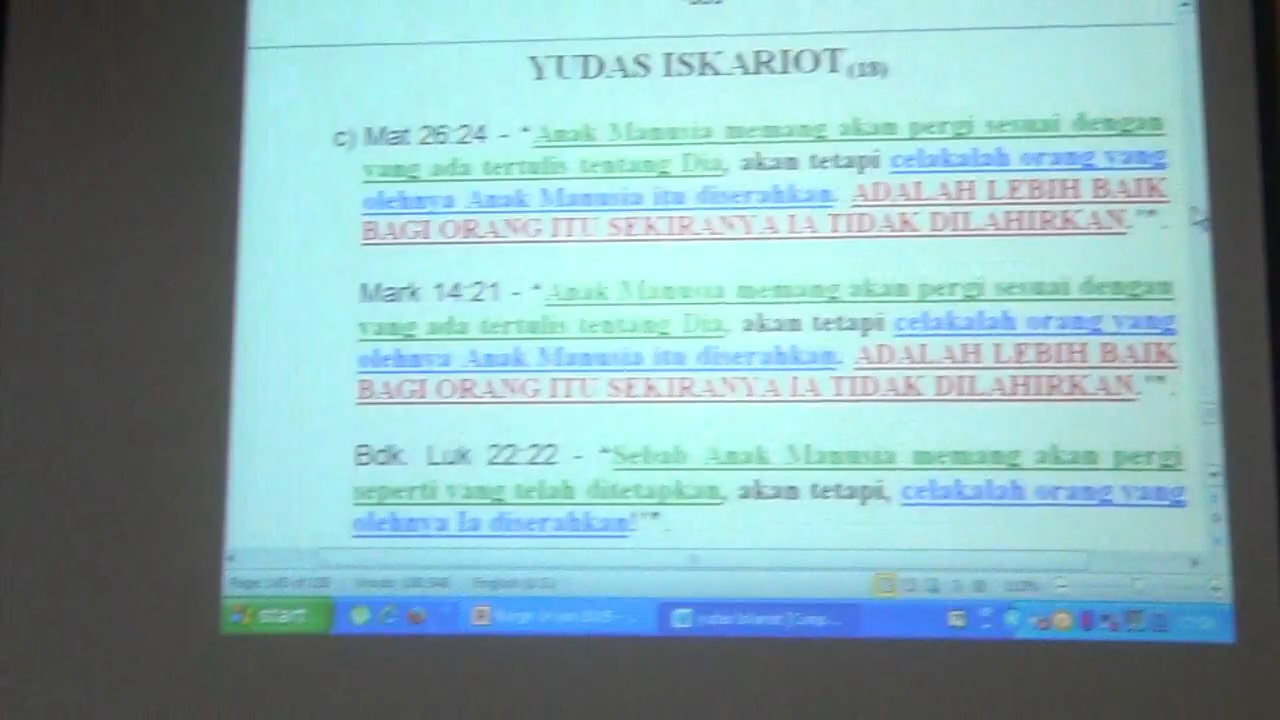 YUDAS ISKARIOT(18)
c) Mat 26:24 - "Anak Manusia memang akan pergi sesuai dengan
yang ada tertulis tentang Dia, akan tetapi celakalah orang yang
olehnya Anak Manusia itu diserahkan. ADALAH LEBIH BAIK
BAGI ORANG ITU SEKIRANYA IA TIDAK DILAHIRKAN."".
Mark 14:21 - "Anak Manusia memang akan pergi sesuai dengan
yang ada tertulis tentang Dia, akan tetapi celakalah orang yang
olehnya Anak Manusia itu diserahkan. ADALAH LEBIH BAIK
BAGI ORANG ITU SEKIRANYA IA TIDAK DILAHIRKAN."".
Bdk. Luk 22:22 - "Sebab Anak Manusia memang akan pergi
seperti yang telah ditetapkan, akan tetapi, celakalah orang yang
olehnya Ia diserahkan!"".
start